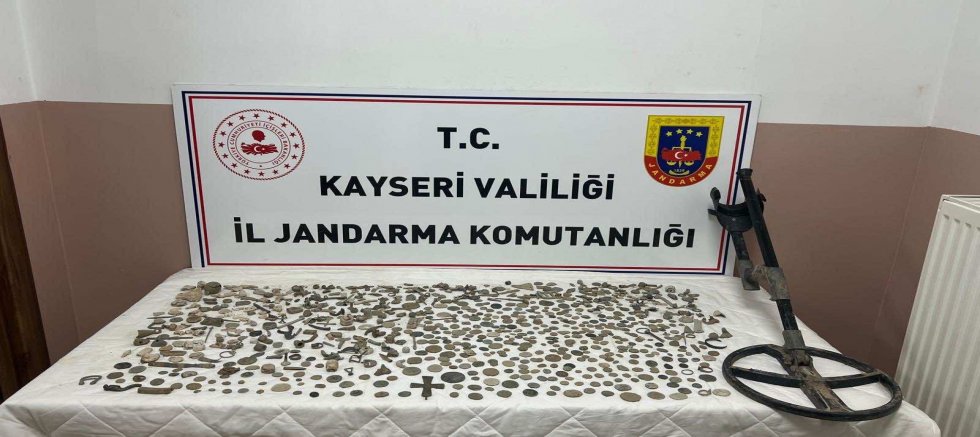 T.C.
KAYSERİ VALİLİĞİ
İL JANDARMA KOMUTANLIĞI
JANDARMA